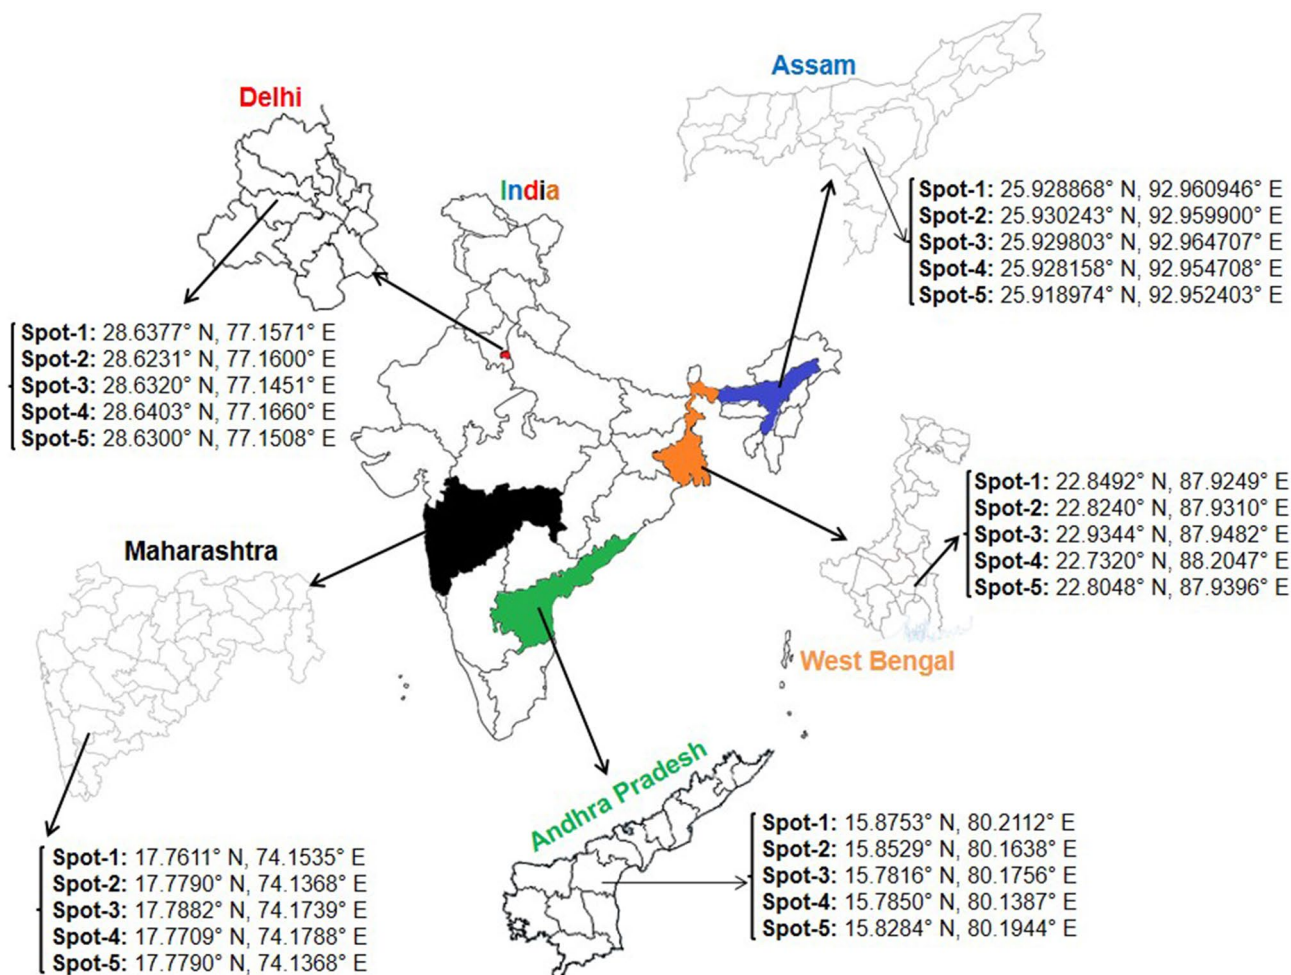 Assam
Delhi
India
Spot-1: 25.928868° N, 92.960946° E
Spot-2: 25.930243° N, 92.959900° E
Spot-3: 25.929803° N, 92.964707° E
Spot-4: 25.928158° N, 92.954708° E
Spot-5: 25.918974° N, 92.952403° E
Spot-1: 28.6377° N, 77.1571° E
Spot-2: 28.6231° N, 77.1600° E
Spot-3: 28.6320° N, 77.1451° E
Spot-4: 28.6403° N, 77.1660° E
Spot-5: 28.6300° N, 77.1508° E
Spot-1: 22.8492° N, 87.9249° E
Spot-2: 22.8240° N, 87.9310° E
Spot-3: 22.9344° N, 87.9482° E
Spot-4: 22.7320° N, 88.2047° E
Spot-5: 22.8048° N, 87.9396° E
Maharashtra
West Bengal
Andhra Pradesh
Spot-1: 15.8753° N, 80.2112° E
Spot-2: 15.8529° N, 80.1638° E
Spot-3: 15.7816° N, 80.1756° E
Spot-4: 15.7850° N, 80.1387° E
Spot-5: 15.8284° N, 80.1944° E
Spot-1: 17.7611° N, 74.1535° E
Spot-2: 17.7790° N, 74.1368° E
Spot-3: 17.7882° N, 74.1739° E
Spot-4: 17.7709° N, 74.1788° E
Spot-5: 17.7790° N, 74.1368° E